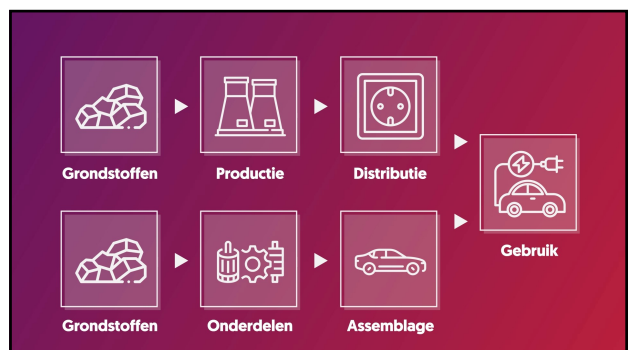 Grondstoffen
Productie
Distributie
Gebruik
Grondstoffen
Onderdelen
Assemblage